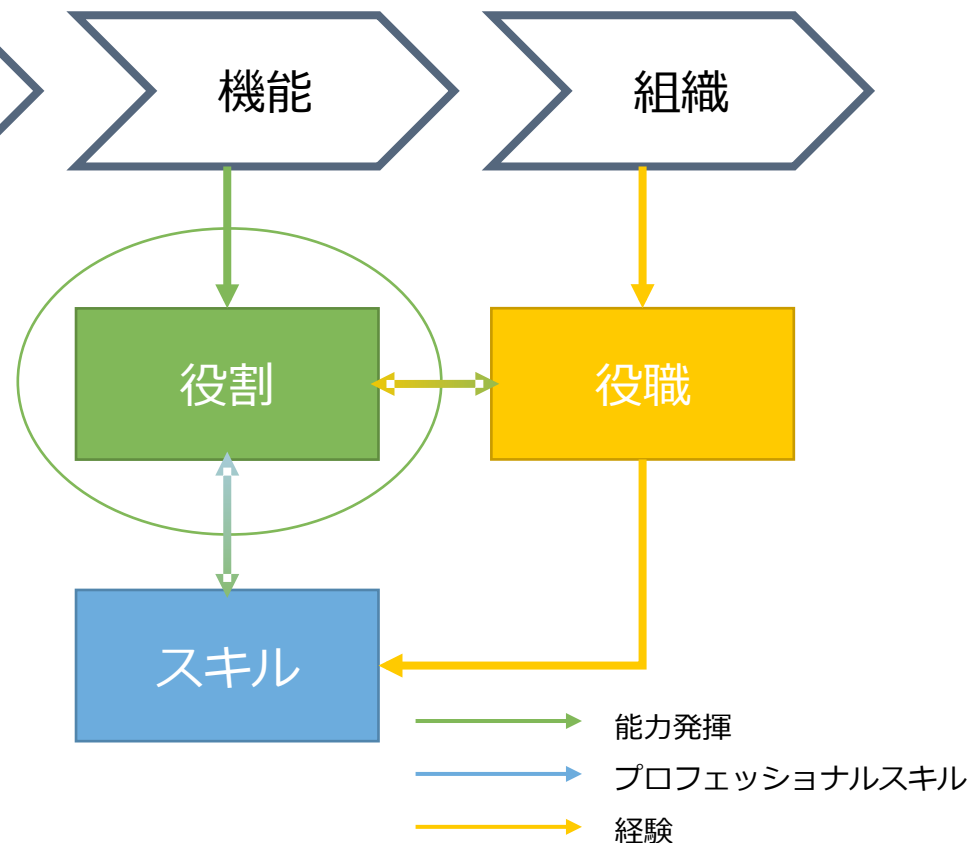 機能
組織
役割
役職
スキル
能力発揮
プロフェッショナルスキル
経験